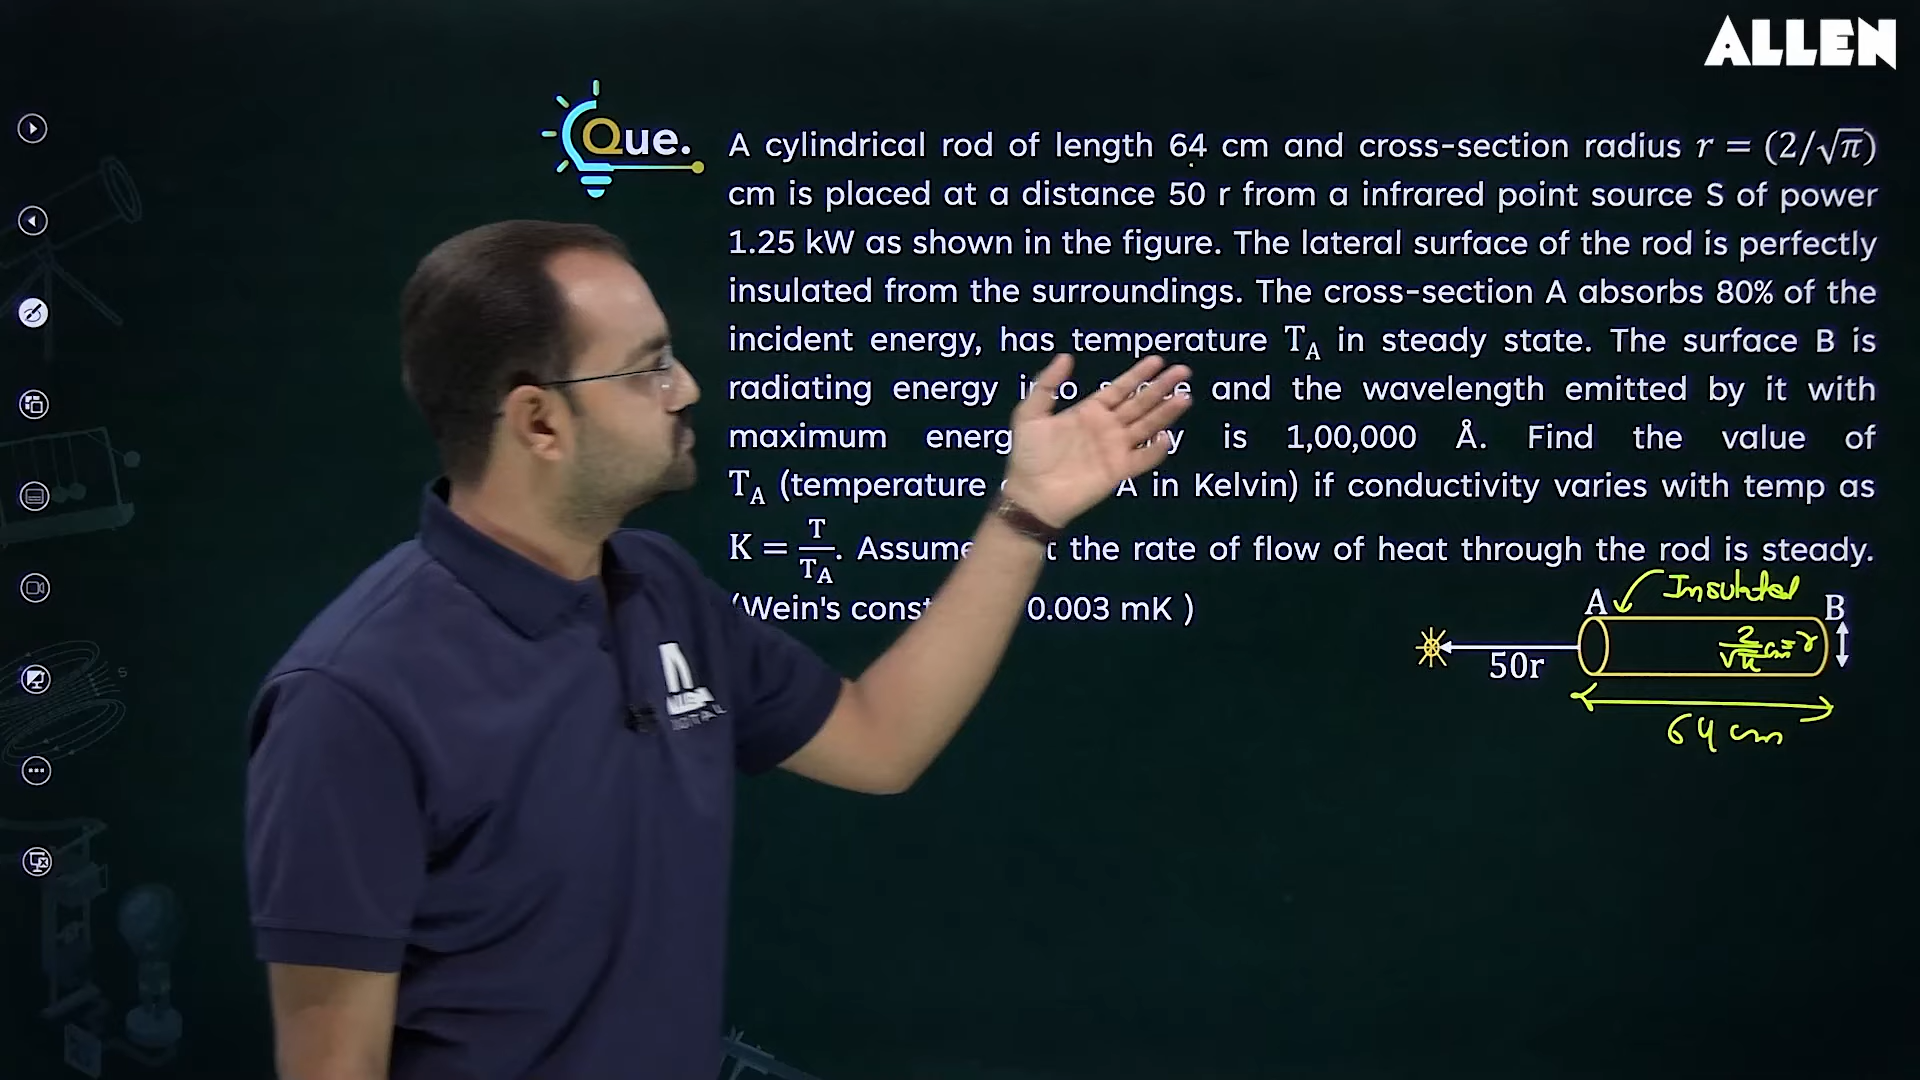 ALLEN
Que.
A cylindrical rod of length 64 cm and cross-section radius r = (2/√π)
cm is placed at a distance 50 r from a infrared point source S of power
1.25 kW as shown in the figure. The lateral surface of the rod is perfectly
insulated from the surroundings. The cross-section A absorbs 80% of the
incident energy, has temperature T_A in steady state. The surface B is
radiating energy and the wavelength emitted by it with
maximum is 1,00,000 Å. Find the value of
T_A (temperature A in Kelvin) if conductivity varies with temp as
K = T/T_A. Assume the rate of flow of heat through the rod is steady.
(Wein's 0.003 mK )
A Insulated B
50r 2/√π cm = r
64 cm